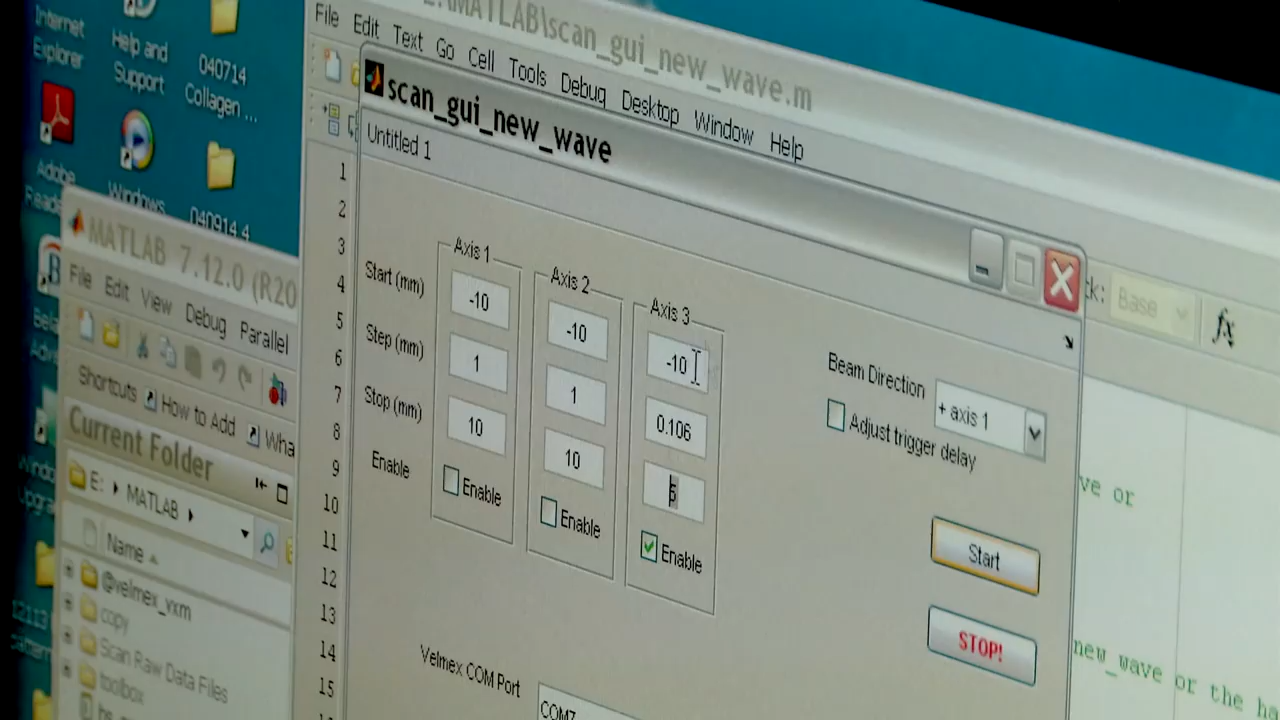 Internet
Explorer
Help and
Support
040714
Collagen ...
Adobe
Windows
040914.4
\MATLAB\scan_gui_new_wave.m
File Edit Text Go Cell Tools Debug Desktop Window Help
scan_gui_new_wave
Untitled 1
Axis 1
Axis 2
Axis 3
Start (mm) -10 -10 -10
Step (mm) 1 1 0.106
Stop (mm) 10 10 5
Enable Enable Enable Enable
Beam Direction + axis 1
Adjust trigger delay
Start
STOP!
Velmex COM Port
COM7
Base
fx
1
2
3
4
5
6
7
8
9
10
11
12
13
14
15
MATLAB 7.12.0 (R20
File Edit View Debug Parallel
Shortcuts How to Add Wha
Current Folder
E: MATLAB
Name
@velmex_vxm
copy
Scan Raw Data Files
toolbox
ve or
new_wave or the ha